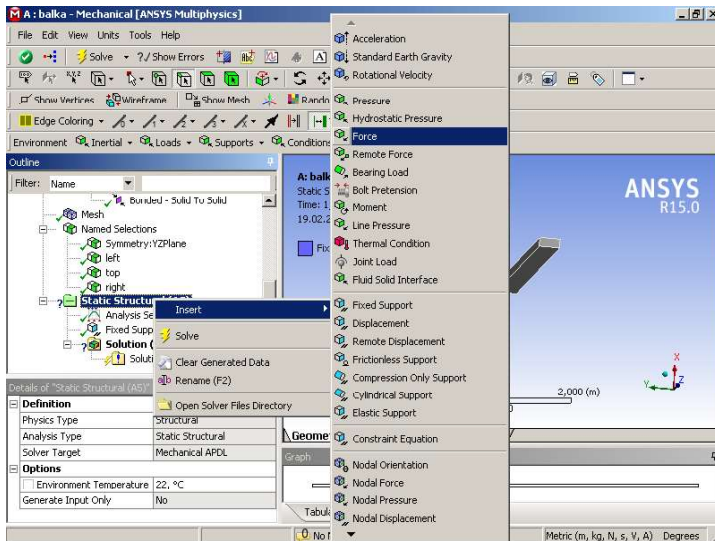 A : balka - Mechanical [ANSYS Multiphysics]
File Edit View Units Tools Help
Solve ?/ Show Errors
Show Vertices Wireframe Show Mesh Rando
Edge Coloring
Environment Inertial Loads Supports Conditions
Outline
Filter: Name
Bonded - Solid To Solid
Mesh
Named Selections
Symmetry:YZPlane
left
top
right
Static Structu
Analysis Se
Fixed Supp
Solution (
Soluti
Insert
Solve
Clear Generated Data
Rename (F2)
Open Solver Files Directory
Acceleration
Standard Earth Gravity
Rotational Velocity
Pressure
Hydrostatic Pressure
Force
Remote Force
Bearing Load
Bolt Pretension
Moment
Line Pressure
Thermal Condition
Joint Load
Fluid Solid Interface
Fixed Support
Displacement
Remote Displacement
Frictionless Support
Compression Only Support
Cylindrical Support
Elastic Support
Constraint Equation
Nodal Orientation
Nodal Force
Nodal Pressure
Nodal Displacement
A: balk
Static S
Time: 1
19.02.2
Fix
ANSYS
R15.0
2,000 (m)
X
Y
Z
Details of "Static Structural (A5)"
Definition
Physics Type Structural
Analysis Type Static Structural
Solver Target Mechanical APDL
Options
Environment Temperature 22, °C
Generate Input Only No
Geome
Graph
Tabula
0 No
Metric (m, kg, N, s, V, A) Degrees